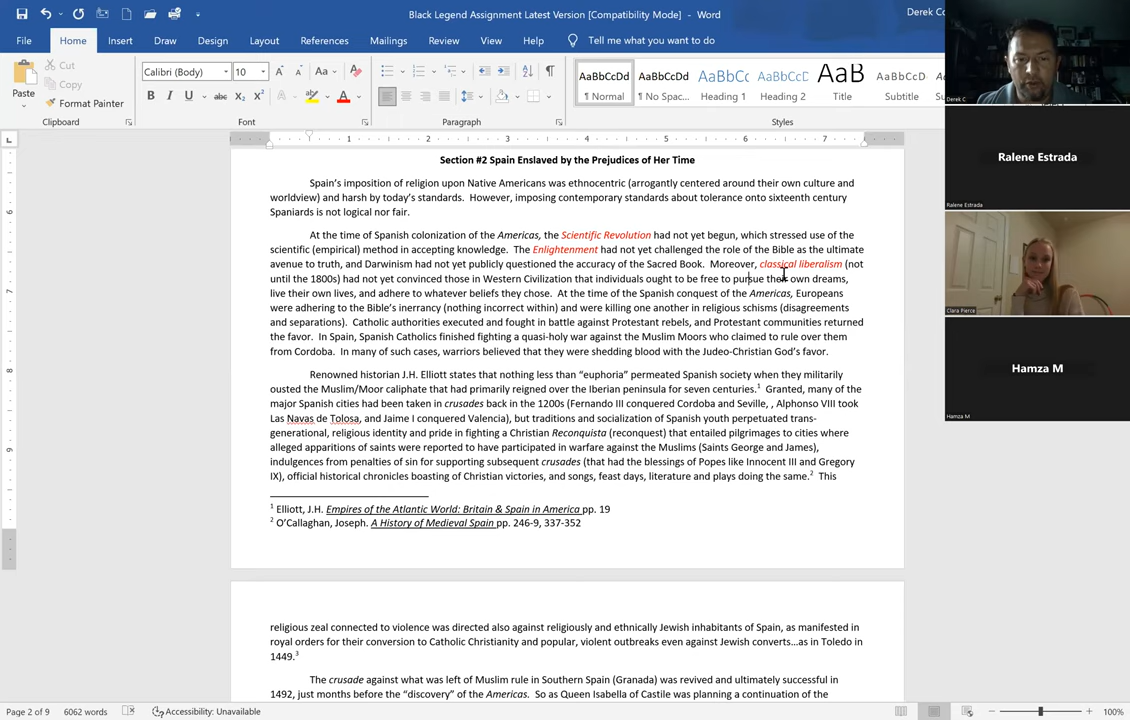 Black Legend Assignment Latest Version [Compatibility Mode] - Word
Derek Co
File Home Insert Draw Design Layout References Mailings Review View Help Tell me what you want to do
Paste
Cut
Copy
Format Painter
Calibri (Body) 10
Clipboard Font Paragraph Styles
AaBbCcDd AaBbCcDd AaBbCc AaBbCcC AaB AaBbCcD
¶ Normal ¶ No Spac... Heading 1 Heading 2 Title Subtitle
Derek C
Ralene Estrada
Ralene Estrada
Clara Pierce
Hamza M
Hamza M
1 2 3 4 5 6 7
Section #2 Spain Enslaved by the Prejudices of Her Time
Spain's imposition of religion upon Native Americans was ethnocentric (arrogantly centered around their own culture and
worldview) and harsh by today's standards. However, imposing contemporary standards about tolerance onto sixteenth century
Spaniards is not logical nor fair.
At the time of Spanish colonization of the Americas, the Scientific Revolution had not yet begun, which stressed use of the
scientific (empirical) method in accepting knowledge. The Enlightenment had not yet challenged the role of the Bible as the ultimate
avenue to truth, and Darwinism had not yet publicly questioned the accuracy of the Sacred Book. Moreover, classical liberalism (not
until the 1800s) had not yet convinced those in Western Civilization that individuals ought to be free to pursue their own dreams,
live their own lives, and adhere to whatever beliefs they chose. At the time of the Spanish conquest of the Americas, Europeans
were adhering to the Bible's inerrancy (nothing incorrect within) and were killing one another in religious schisms (disagreements
and separations). Catholic authorities executed and fought in battle against Protestant rebels, and Protestant communities returned
the favor. In Spain, Spanish Catholics finished fighting a quasi-holy war against the Muslim Moors who claimed to rule over them
from Cordoba. In many of such cases, warriors believed that they were shedding blood with the Judeo-Christian God's favor.
Renowned historian J.H. Elliott states that nothing less than "euphoria" permeated Spanish society when they militarily
ousted the Muslim/Moor caliphate that had primarily reigned over the Iberian peninsula for seven centuries.1 Granted, many of the
major Spanish cities had been taken in crusades back in the 1200s (Fernando III conquered Cordoba and Seville, , Alphonso VIII took
Las Navas de Tolosa, and Jaime I conquered Valencia), but traditions and socialization of Spanish youth perpetuated trans-
generational, religious identity and pride in fighting a Christian Reconquista (reconquest) that entailed pilgrimages to cities where
alleged apparitions of saints were reported to have participated in warfare against the Muslims (Saints George and James),
indulgences from penalties of sin for supporting subsequent crusades (that had the blessings of Popes like Innocent III and Gregory
IX), official historical chronicles boasting of Christian victories, and songs, feast days, literature and plays doing the same.2 This
1 Elliott, J.H. Empires of the Atlantic World: Britain & Spain in America pp. 19
2 O'Callaghan, Joseph. A History of Medieval Spain pp. 246-9, 337-352
religious zeal connected to violence was directed also against religiously and ethnically Jewish inhabitants of Spain, as manifested in
royal orders for their conversion to Catholic Christianity and popular, violent outbreaks even against Jewish converts...as in Toledo in
1449.3
The crusade against what was left of Muslim rule in Southern Spain (Granada) was revived and ultimately successful in
1492, just months before the "discovery" of the Americas. So as Queen Isabella of Castile was planning a continuation of the
Page 2 of 9 6062 words Accessibility: Unavailable 100%